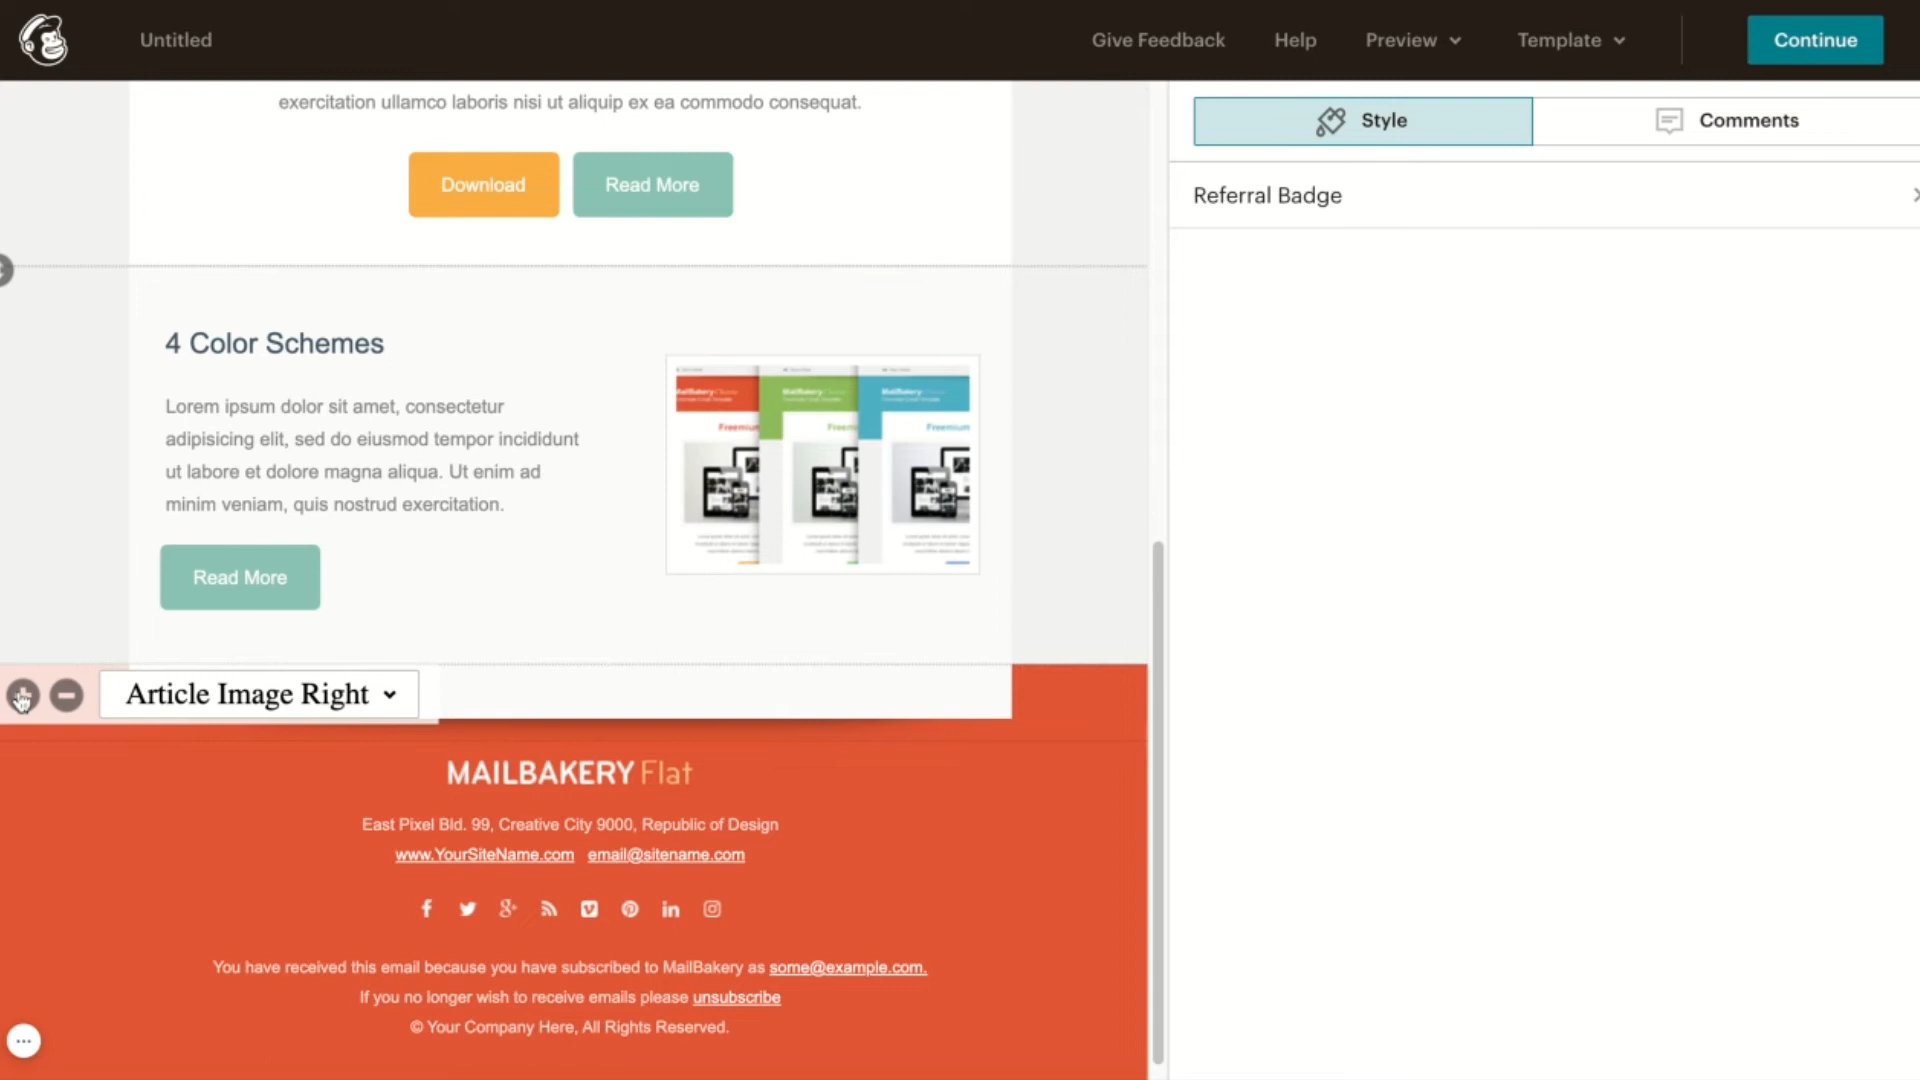 Untitled
Give Feedback
Help
Preview
Template
Continue
exercitation ullamco laboris nisi ut aliquip ex ea commodo consequat.
Download
Read More
Style
Comments
Referral Badge
4 Color Schemes
Lorem ipsum dolor sit amet, consectetur
adipisicing elit, sed do eiusmod tempor incididunt
ut labore et dolore magna aliqua. Ut enim ad
minim veniam, quis nostrud exercitation.
Read More
MailBakery
MailBakery
MailBakery
Freemium
Freemium
Article Image Right
MAILBAKERY Flat
East Pixel Bld. 99, Creative City 9000, Republic of Design
www.YourSiteName.com email@sitename.com
You have received this email because you have subscribed to MailBakery as some@example.com.
If you no longer wish to receive emails please unsubscribe
© Your Company Here, All Rights Reserved.